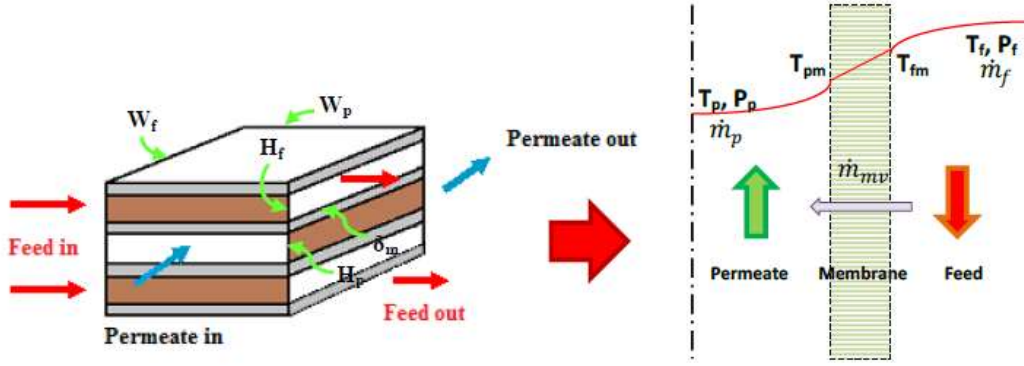 W_f
W_p
H_f
Permeate out
Feed in
δ_m
H_p
Feed out
Permeate in
T_f, P_f
ṁ_f
T_pm
T_fm
T_p, P_p
ṁ_p
ṁ_mv
Permeate
Membrane
Feed